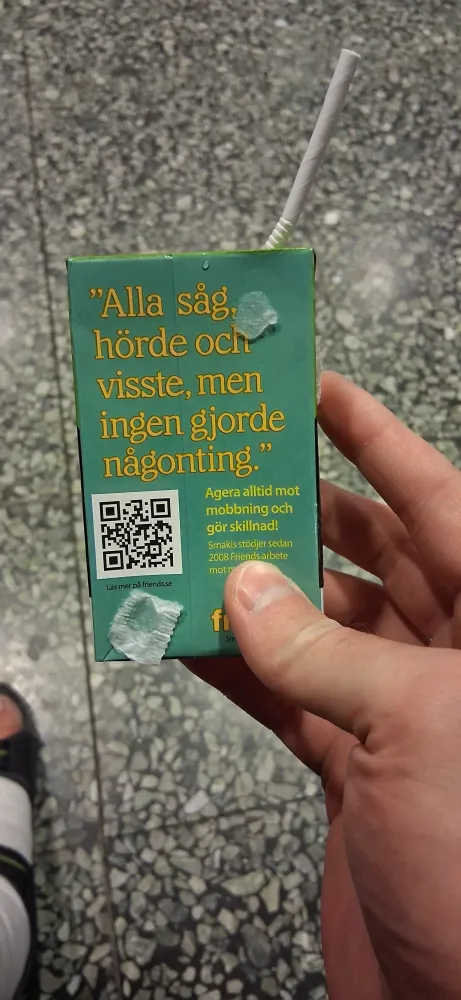 ”Alla såg,
hörde och
visste, men
ingen gjorde
någonting.”
Agera alltid mot
mobbning och
gör skillnad!
Smakis stödjer sedan
2008 Friends arbete
mot
Läs mer på friends.se